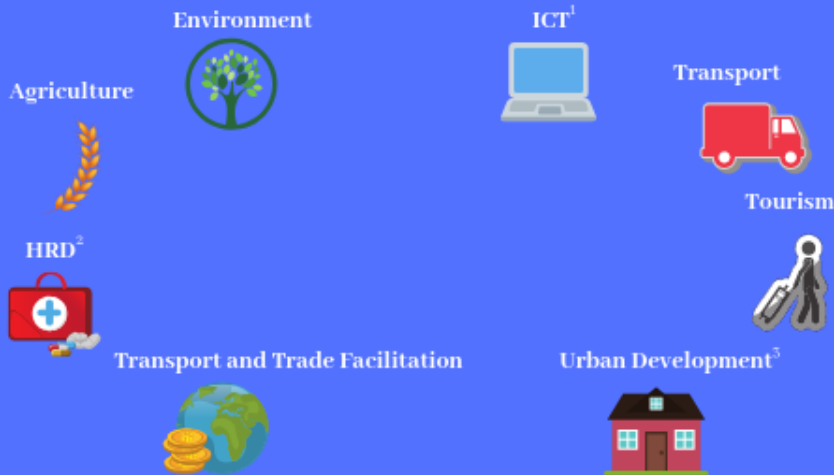 Environment
ICT¹
Transport
Agriculture
Tourism
HRD²
Transport and Trade Facilitation
Urban Development³